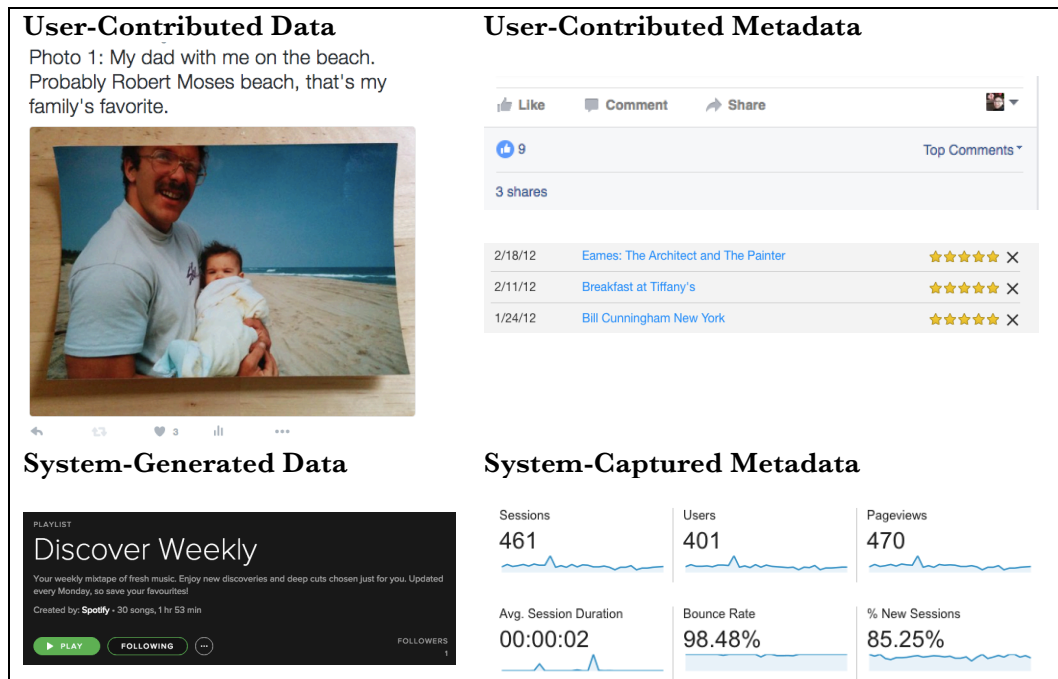 User-Contributed Data
Photo 1: My dad with me on the beach.
Probably Robert Moses beach, that's my
family's favorite.
3
User-Contributed Metadata
Like Comment Share
9 Top Comments
3 shares
2/18/12 Eames: The Architect and The Painter
2/11/12 Breakfast at Tiffany's
1/24/12 Bill Cunningham New York
System-Generated Data
PLAYLIST
Discover Weekly
Your weekly mixtape of fresh music. Enjoy new discoveries and deep cuts chosen just for you. Updated
every Monday, so save your favourites!
Created by: Spotify • 30 songs, 1 hr 53 min
PLAY FOLLOWING FOLLOWERS
1
System-Captured Metadata
Sessions Users Pageviews
461 401 470
Avg. Session Duration Bounce Rate % New Sessions
00:00:02 98.48% 85.25%